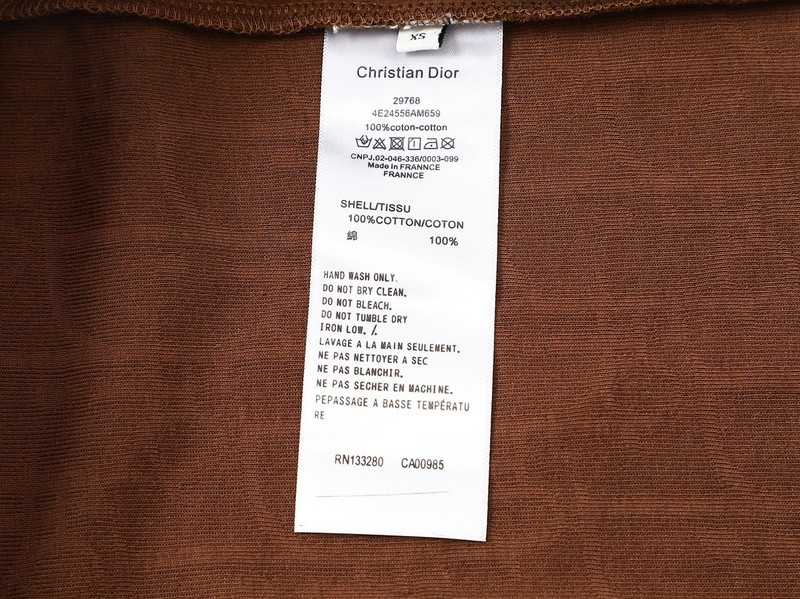 XS
Christian Dior
29768
4E24556AM659
100%coton-cotton
CNPJ.02-046-336/0003-099
Made In FRANNCE
FRANNCE
SHELL/TISSU
100%COTTON/COTON
綿 100%
HAND WASH ONLY.
DO NOT BRY CLEAN.
DO NOT BLEACH.
DO NOT TUMBLE DRY
IRON LOW. /.
LAVAGE A LA MAIN SEULEMENT.
NE PAS NETTOYER A SEC
NE PAS BLANCHIR.
NE PAS SECHER EN MACHINE.
PEPASSAGE A BASSE TEMPÉRATU
RE
RN133280 CA00985